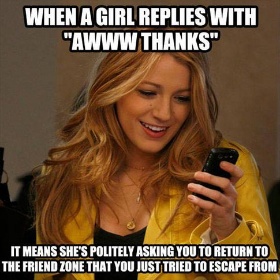 WHEN A GIRL REPLIES WITH
"AWWW THANKS"
IT MEANS SHE'S POLITELY ASKING YOU TO RETURN TO
THE FRIEND ZONE THAT YOU JUST TRIED TO ESCAPE FROM